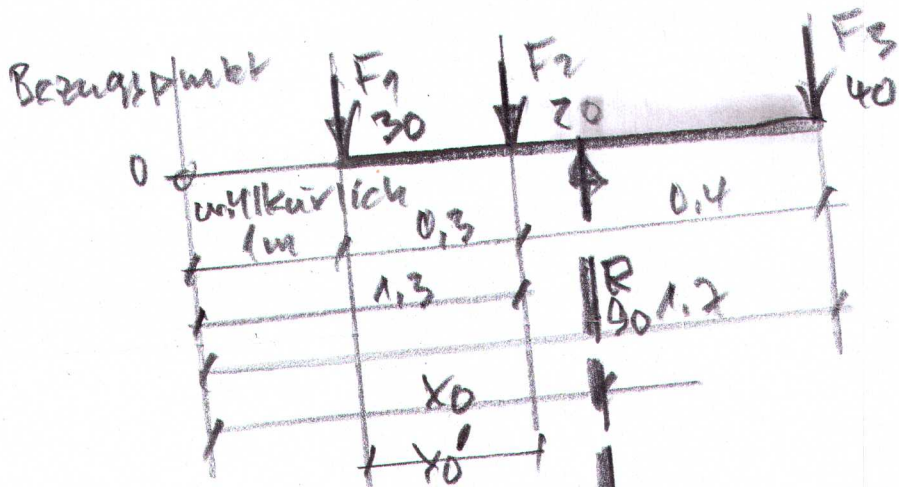 Bezugspunkt
F1
30
F2
20
F3
40
0
willkürlich
1m
0,3
0,4
1,3
R
90
1,7
x0
x0'